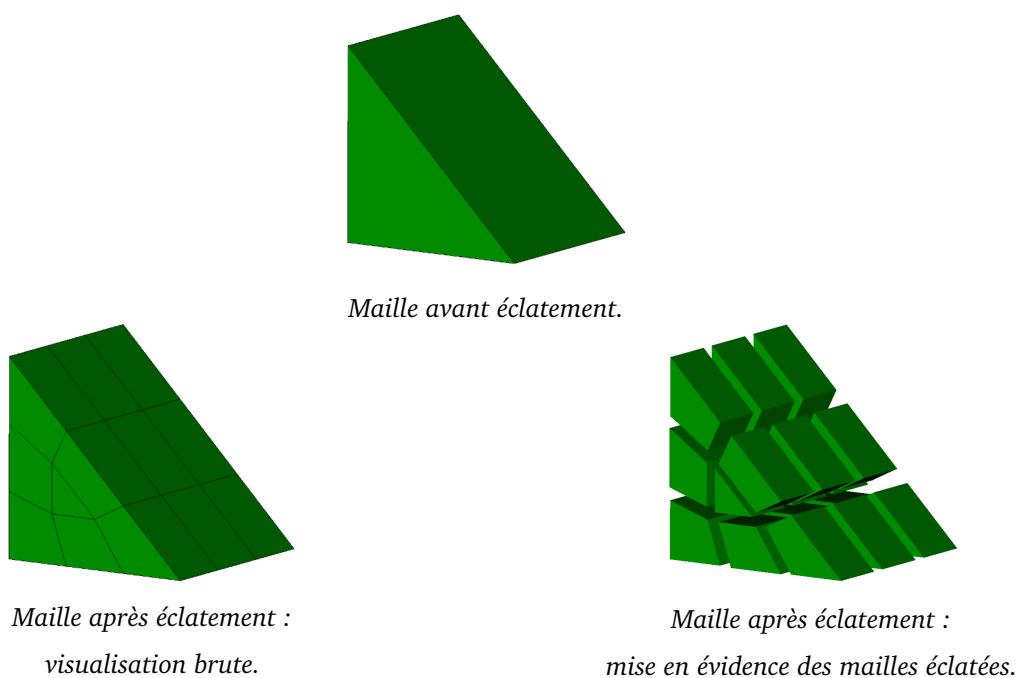 Maille avant éclatement.
Maille après éclatement :
visualisation brute.
Maille après éclatement :
mise en évidence des mailles éclatées.